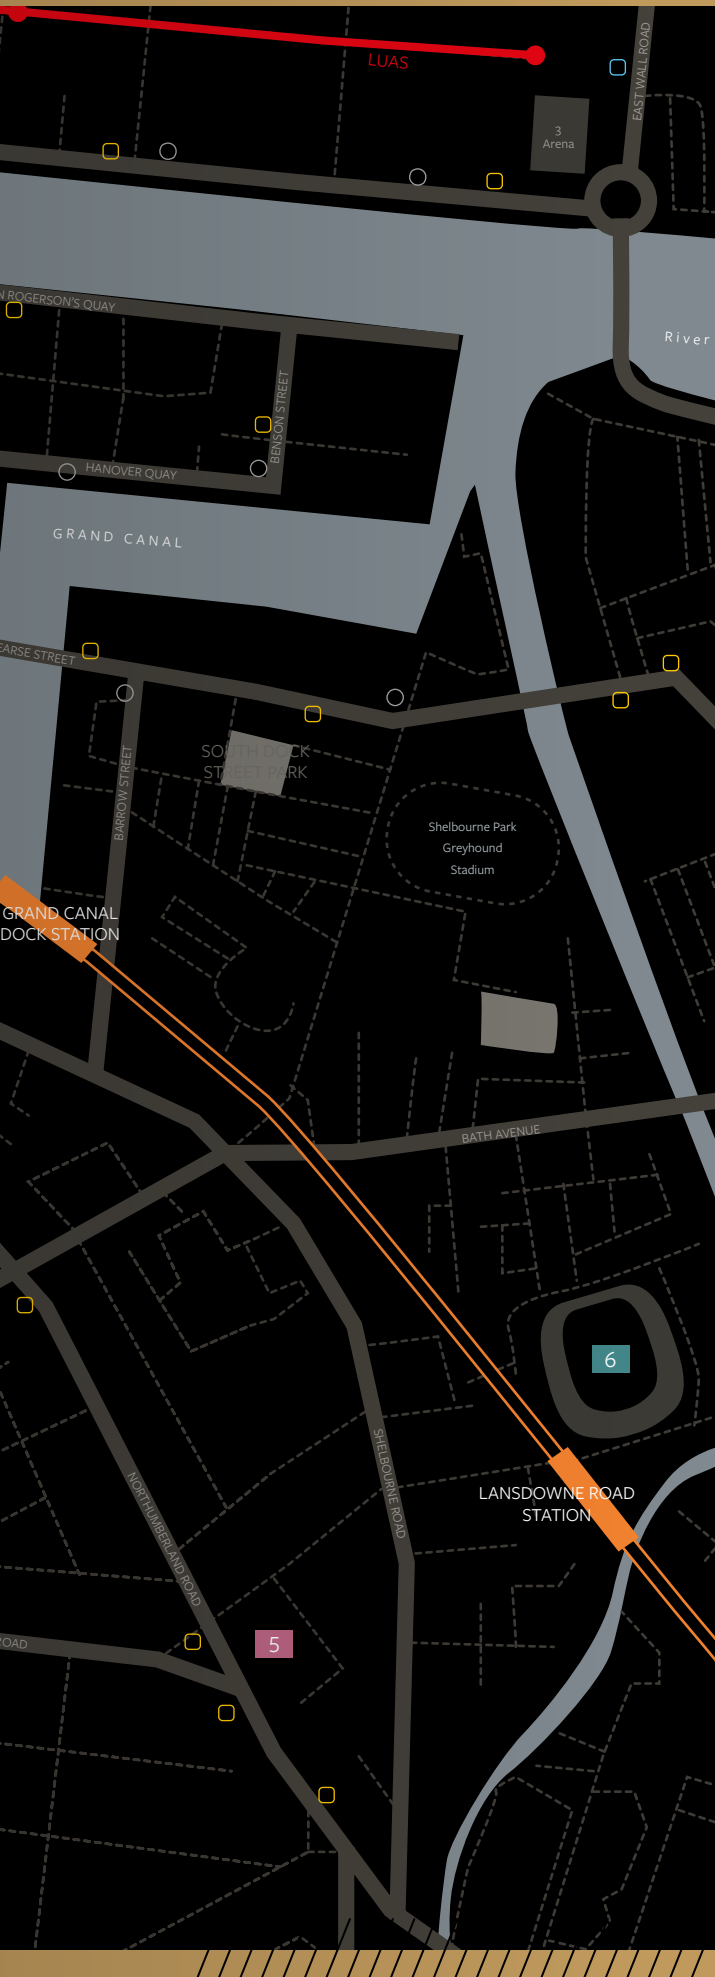 LUAS
EAST WALL ROAD
3
Arena
N ROGERSON'S QUAY
River
BENSON STREET
HANOVER QUAY
GRAND CANAL
EARSE STREET
SOUTH DOCK
STREET PARK
BARROW STREET
Shelbourne Park
Greyhound
Stadium
GRAND CANAL
DOCK STATION
BATH AVENUE
6
SHELBOURNE ROAD
LANSDOWNE ROAD
STATION
NORTHUMBERLAND ROAD
5
ROAD